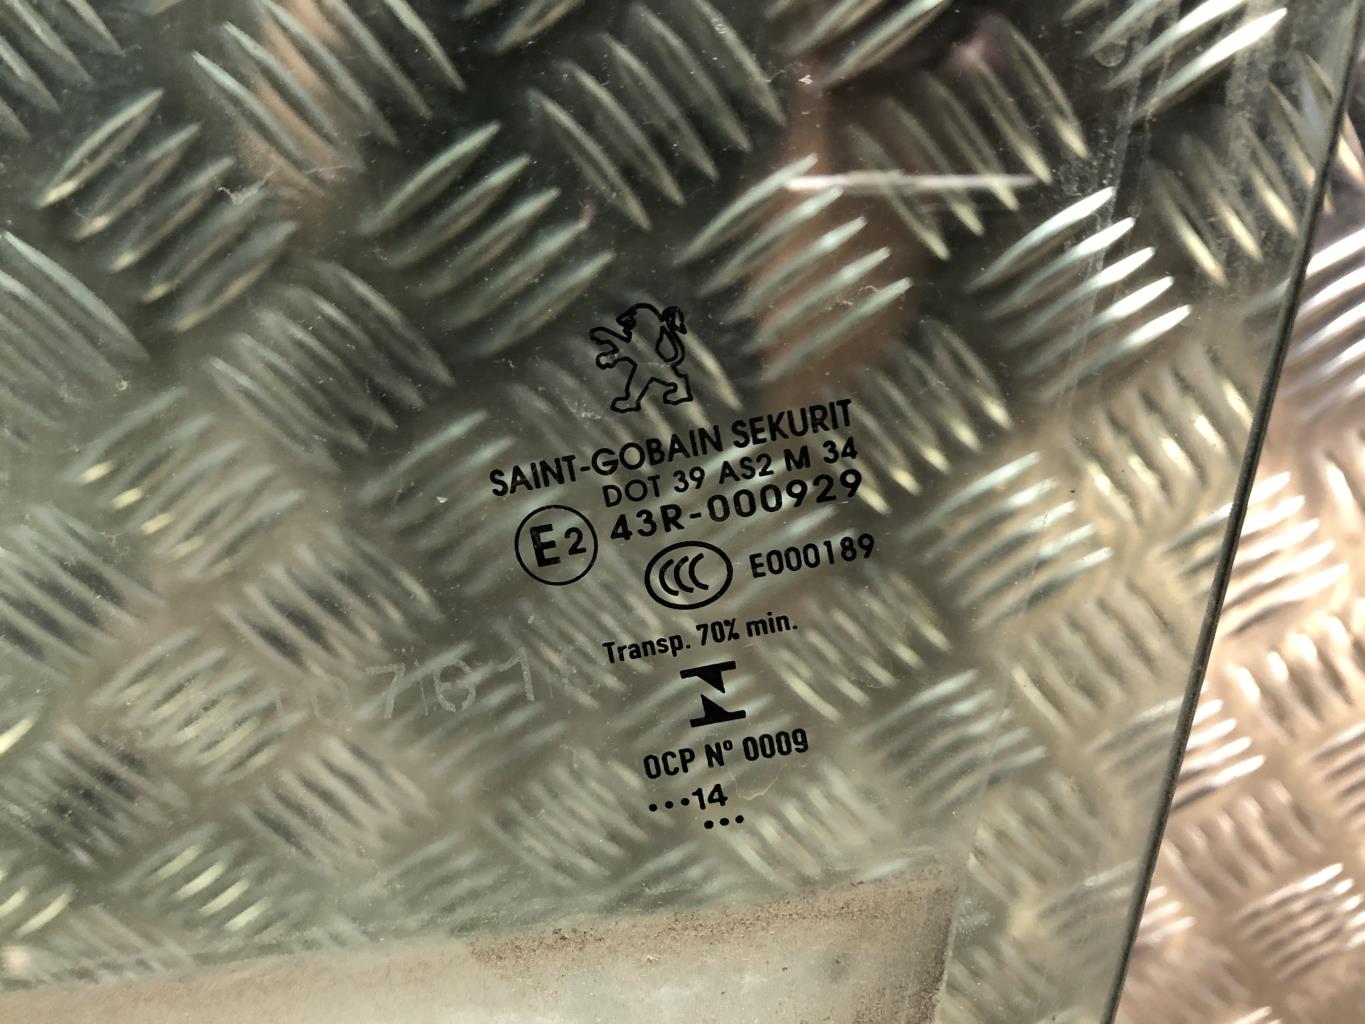 SAINT-GOBAIN SEKURIT
DOT 39 AS2 M 34
E2 43R-000929
CCC E000189
Transp. 70% min.
OCP Nº 0009
•••14
•••